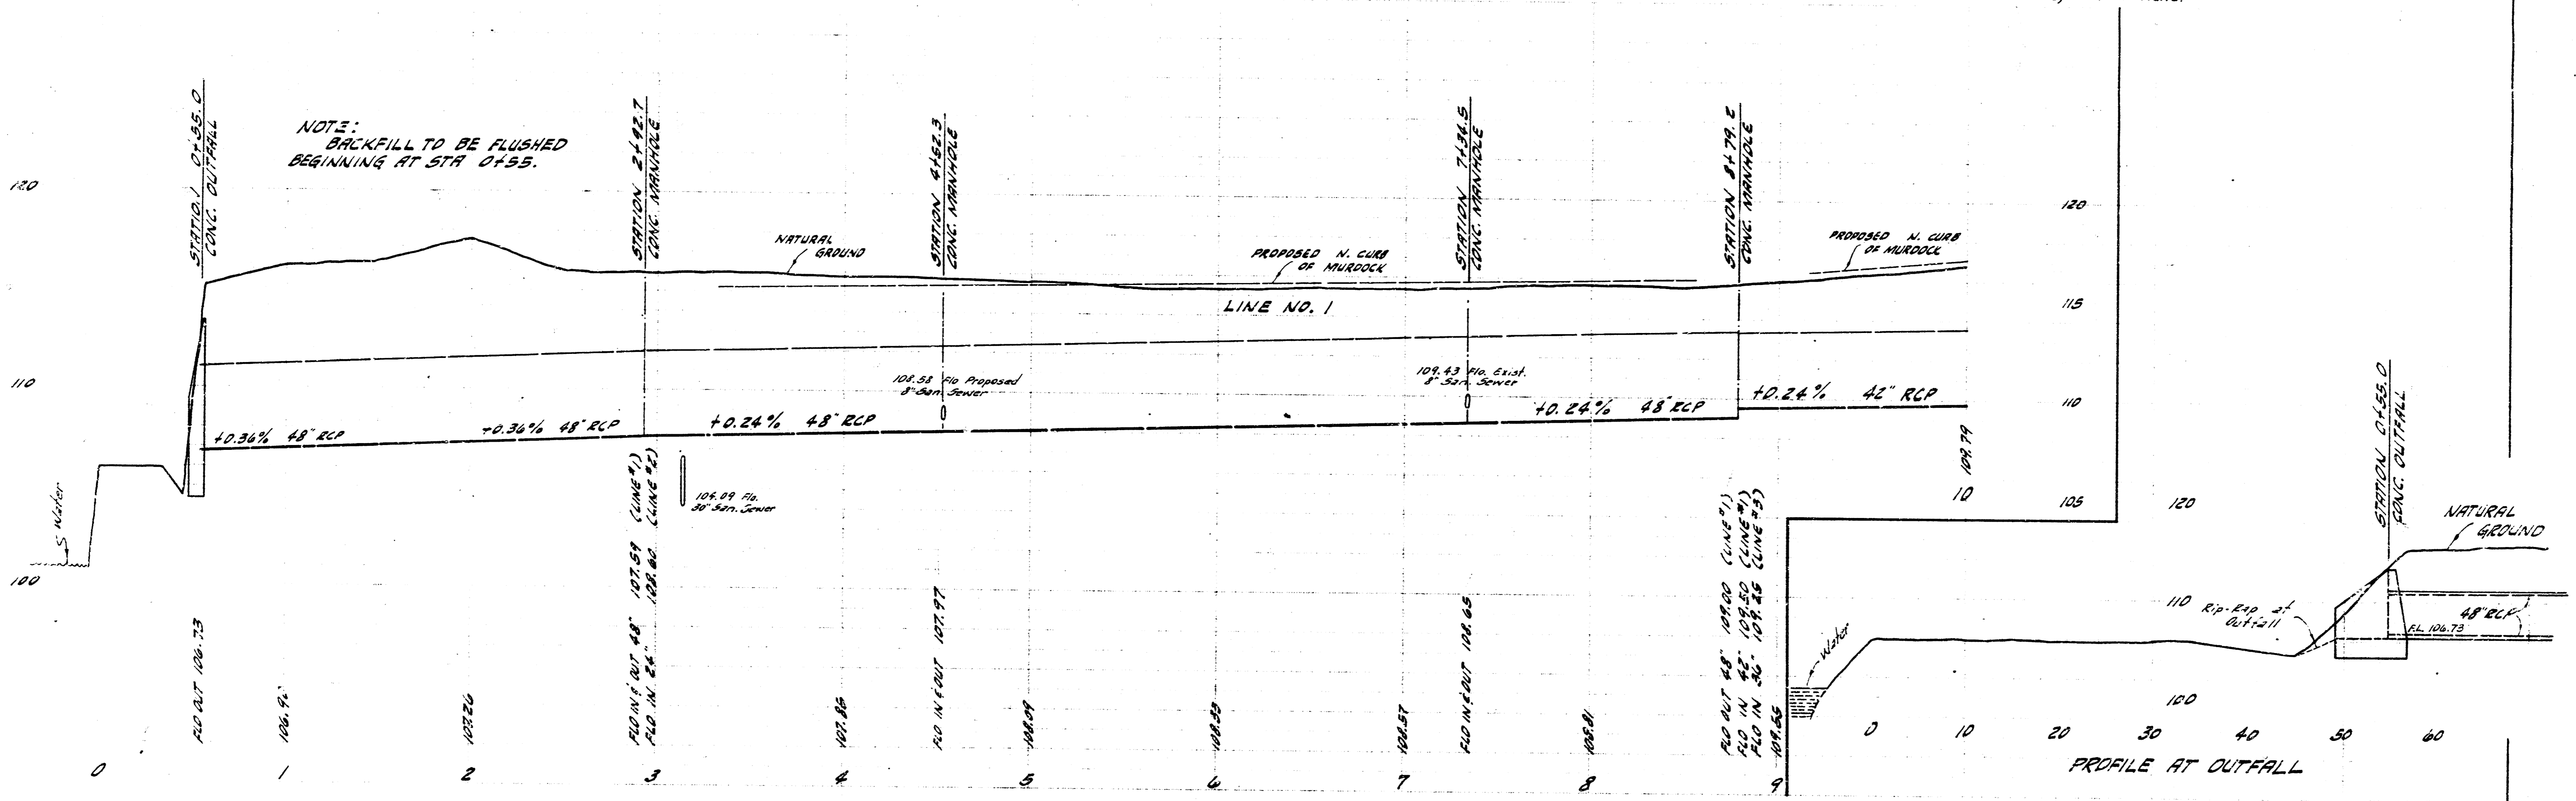 NOTE:
BACKFILL TO BE FLUSHED
BEGINNING AT STA 0+55.
STATION 0+55.0
CONC. OUTFALL
STATION 2+92.7
CONC. MANHOLE
STATION 4+52.3
CONC. MANHOLE
STATION 7+34.5
CONC. MANHOLE
STATION 8+79.2
CONC. MANHOLE
120
110
100
NATURAL
GROUND
PROPOSED N. CURB
OF MURDOCK
PROPOSED N. CURB
OF MURDOCK
LINE NO. 1
120
115
110
105
108.58 Flo Proposed
8" San. Sewer
109.43 Flo. Exist.
8" San. Sewer
+0.36% 48" RCP
+0.36% 48" RCP
+0.24% 48" RCP
+0.24% 48" RCP
+0.24% 42" RCP
Water
104.09 Flo.
30" San. Sewer
FLO OUT 106.73
107.26
FLO IN & OUT 48" 107.59 (LINE #1)
FLO IN 24" 108.60 (LINE #2)
107.86
FLO IN & OUT 107.97
108.09
108.33
108.57
FLO IN & OUT 108.65
108.81
FLO OUT 48" 109.00 (LINE #1)
FLO IN 42" 109.50 (LINE #1)
FLO IN 36" 109.25 (LINE #3)
109.55
109.79
10
0 1 2 3 4 5 6 7 8 9
STATION 0+55.0
CONC. OUTFALL
NATURAL
GROUND
120
110
100
Rip-Rap at
Outfall
48" RCP
F.L. 106.73
Water
0 10 20 30 40 50 60
PROFILE AT OUTFALL